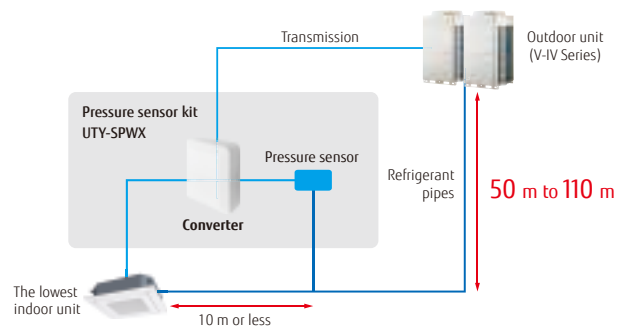 Transmission
Outdoor unit
(V-IV Series)
Pressure sensor kit
UTY-SPWX
Pressure sensor
Refrigerant
pipes
50 m to 110 m
Converter
The lowest
indoor unit
10 m or less